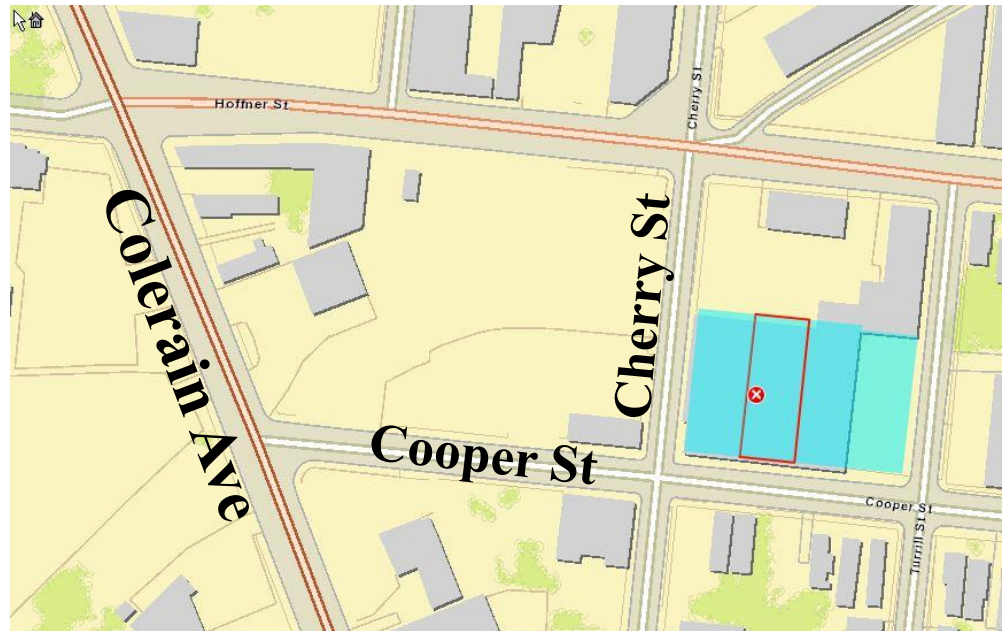 Hoffner St
Cherry St
Colerain Ave
Cherry St
Cooper St
Cooper St
Turrill St